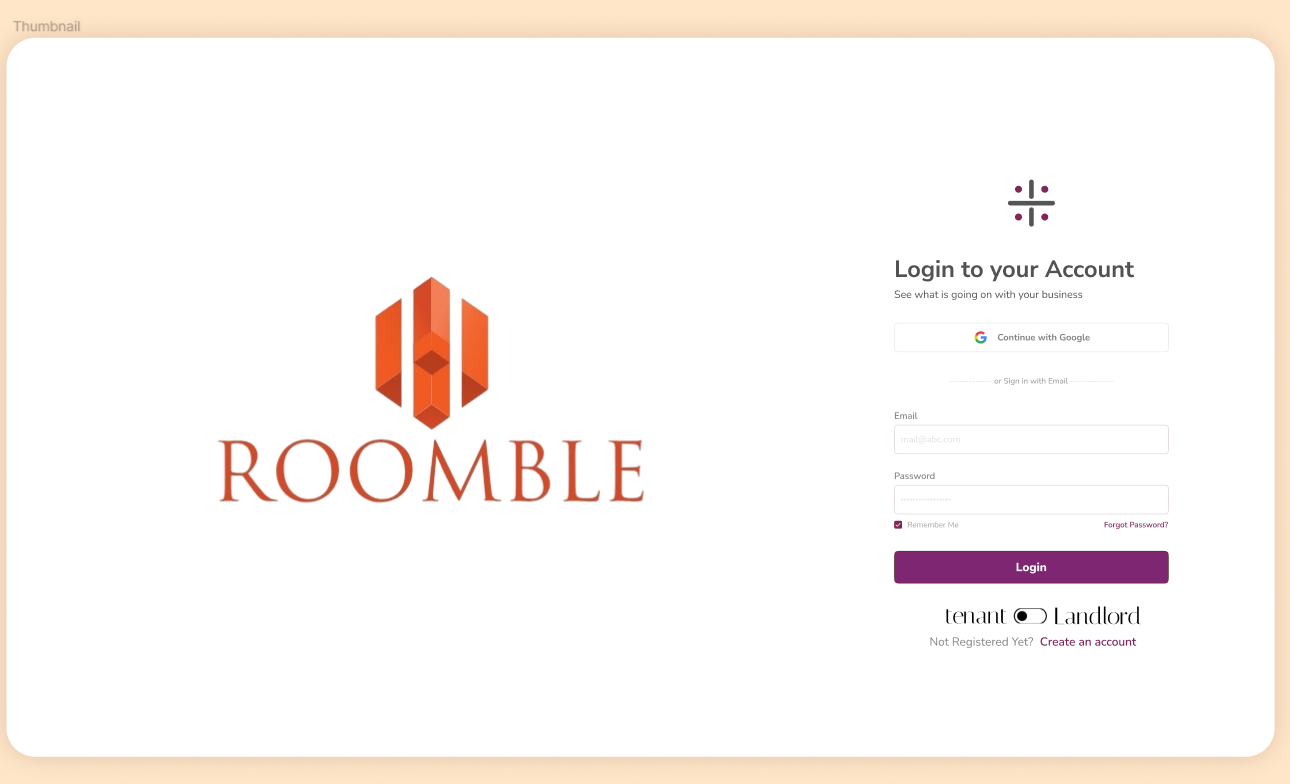 Thumbnail
ROOMBLE
Login to your Account
See what is going on with your business
Continue with Google
------------- or Sign in with Email -------------
Email
mail@abc.com
Password
****************
Remember Me
Forgot Password?
Login
tenant Landlord
Not Registered Yet? Create an account